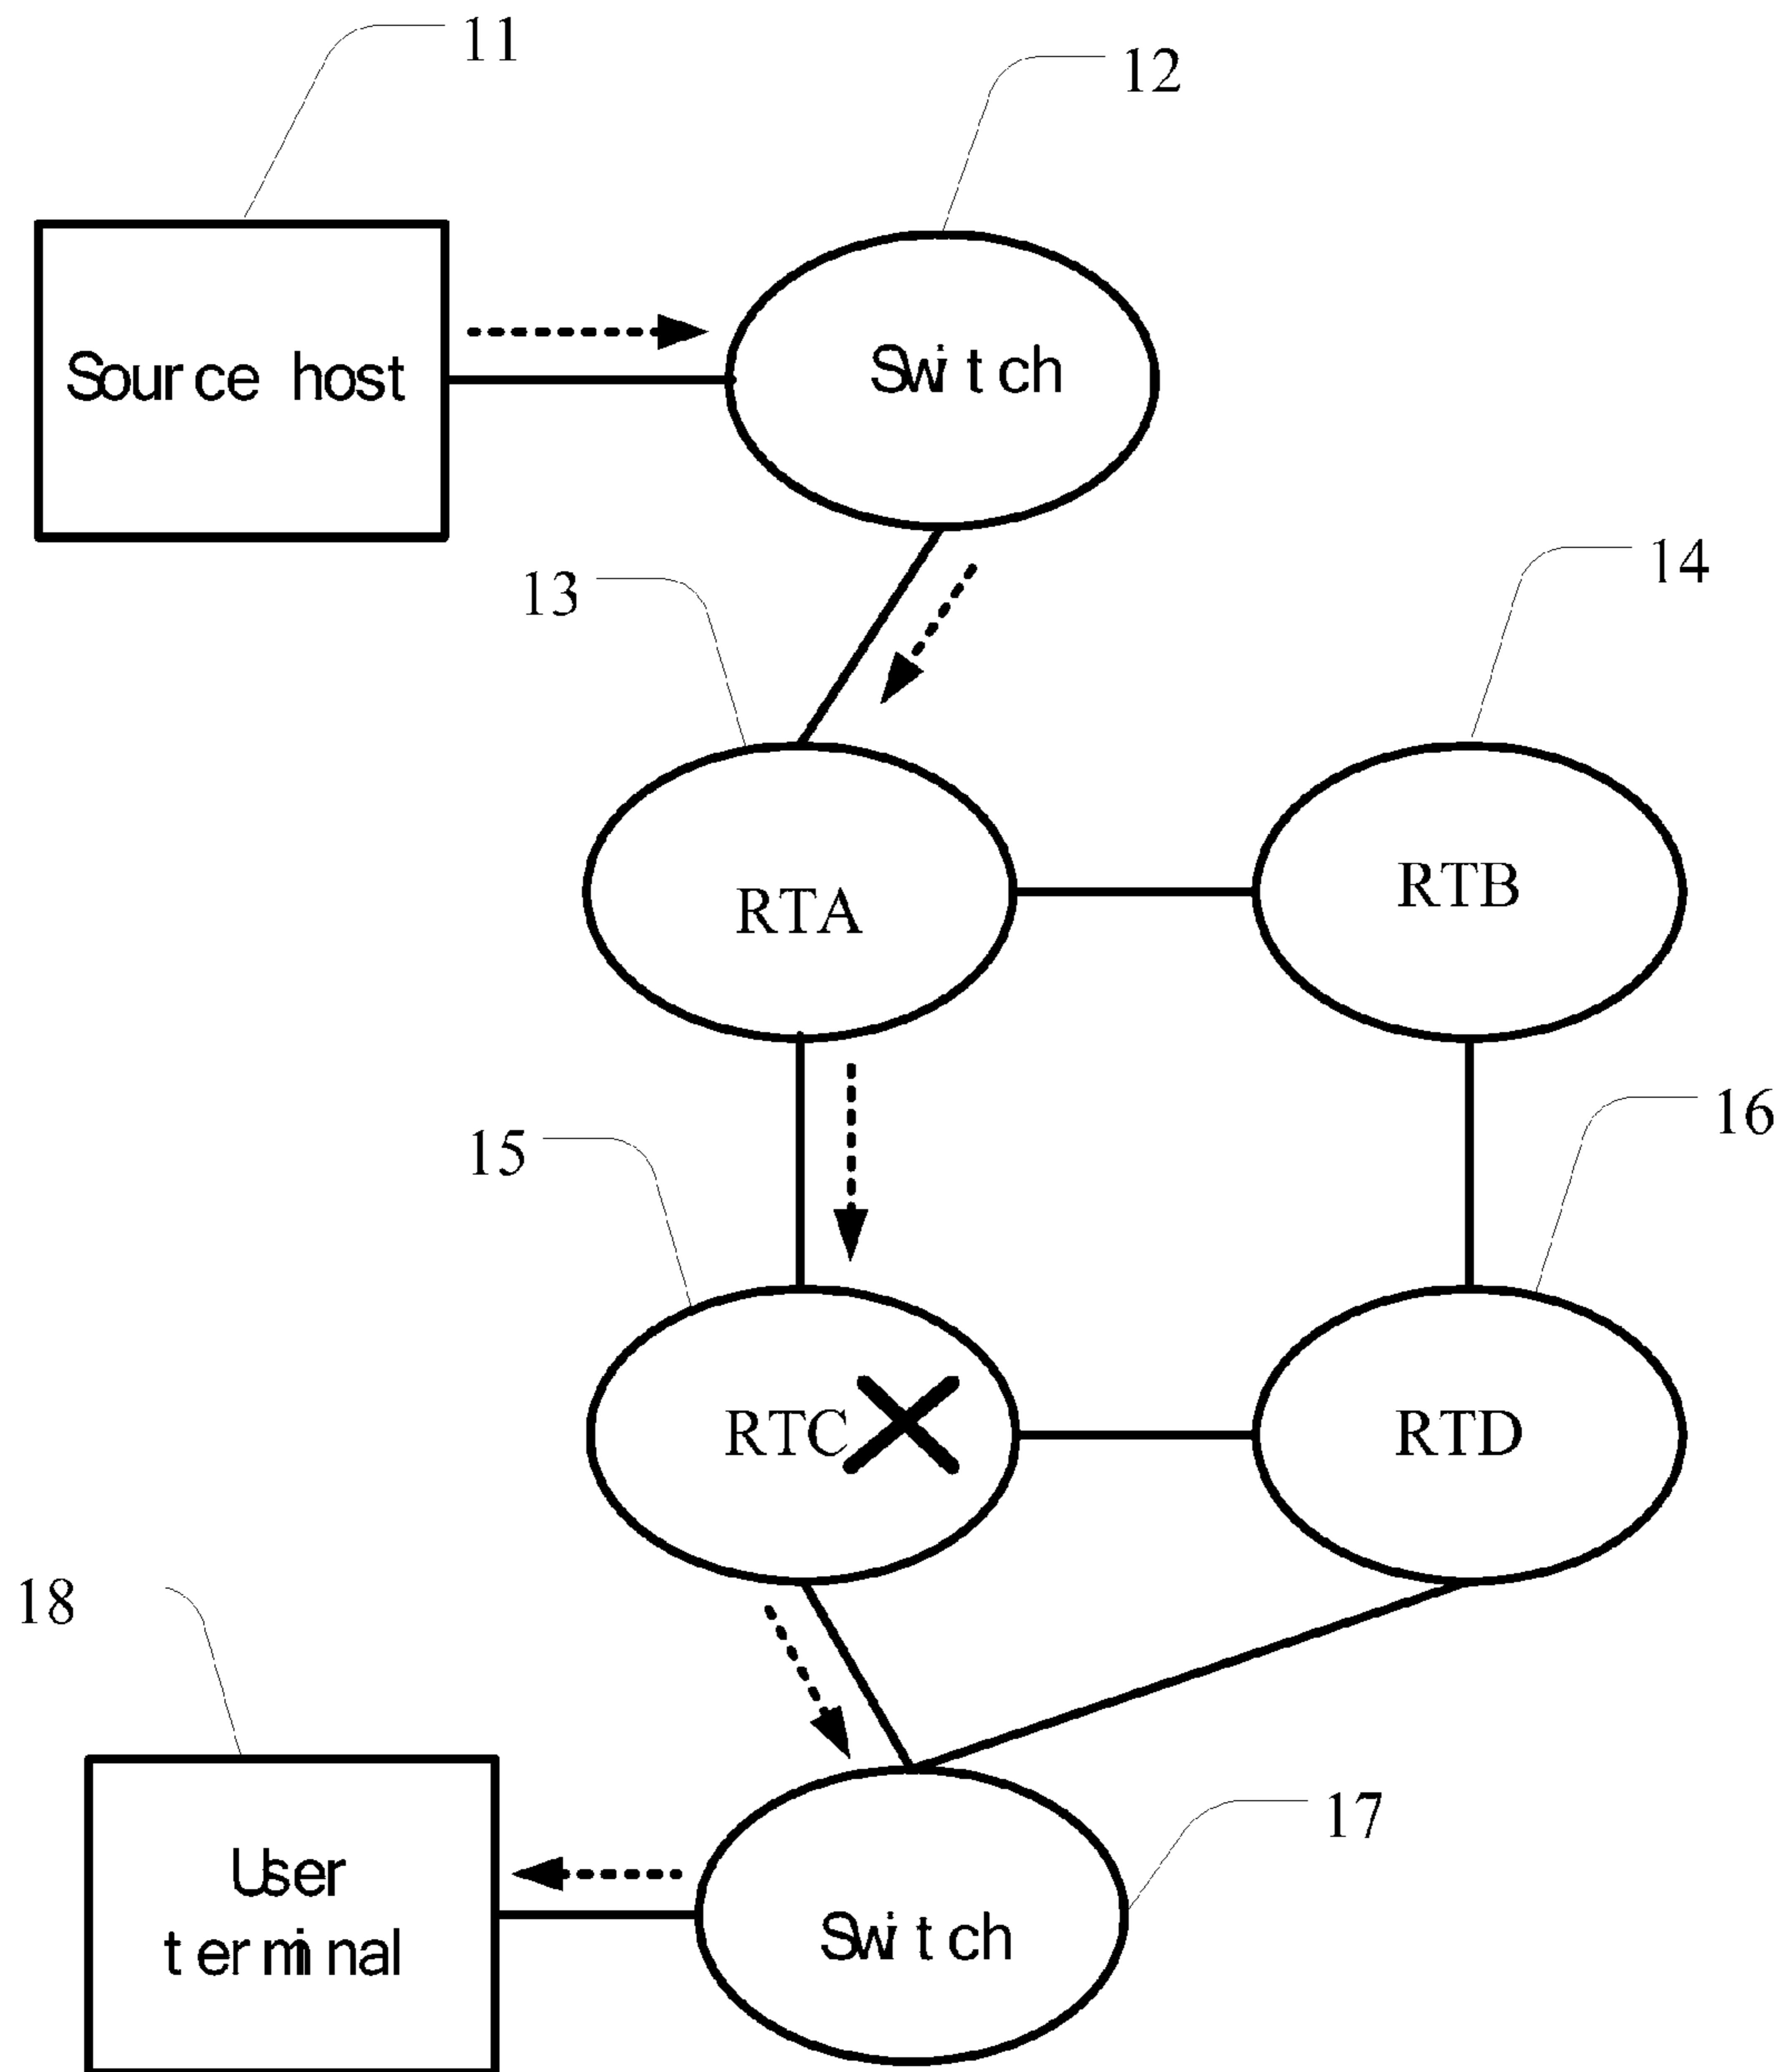 11
12
Source host
Switch
13
14
RTA
RTB
15
16
RTC
RTD
18
17
User
terminal
Switch